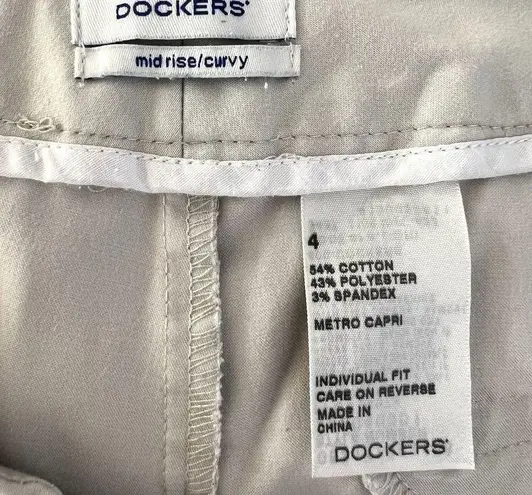 DOCKERS®
mid rise/curvy
4
54% COTTON
43% POLYESTER
3% SPANDEX
METRO CAPRI
INDIVIDUAL FIT
CARE ON REVERSE
MADE IN
CHINA
DOCKERS®